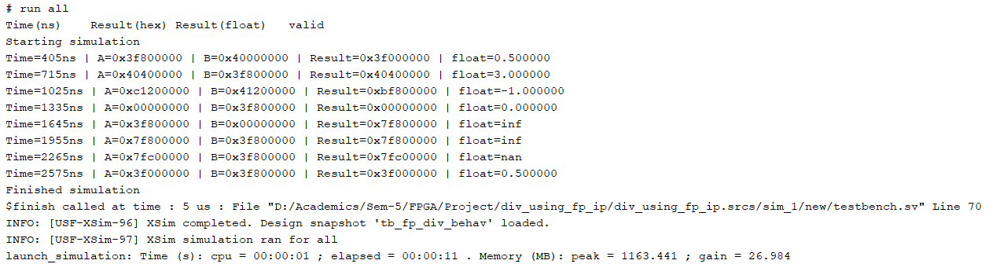 # run all
Time(ns)    Result(hex) Result(float)   valid
Starting simulation
Time=405ns | A=0x3f800000 | B=0x40000000 | Result=0x3f000000 | float=0.500000
Time=715ns | A=0x40400000 | B=0x3f800000 | Result=0x40400000 | float=3.000000
Time=1025ns | A=0xc1200000 | B=0x41200000 | Result=0xbf800000 | float=-1.000000
Time=1335ns | A=0x00000000 | B=0x3f800000 | Result=0x00000000 | float=0.000000
Time=1645ns | A=0x3f800000 | B=0x00000000 | Result=0x7f800000 | float=inf
Time=1955ns | A=0x7f800000 | B=0x3f800000 | Result=0x7f800000 | float=inf
Time=2265ns | A=0x7fc00000 | B=0x3f800000 | Result=0x7fc00000 | float=nan
Time=2575ns | A=0x3f000000 | B=0x3f800000 | Result=0x3f000000 | float=0.500000
Finished simulation
$finish called at time : 5 us : File "D:/Academics/Sem-5/FPGA/Project/div_using_fp_ip/div_using_fp_ip.srcs/sim_1/new/testbench.sv" Line 70
INFO: [USF-XSim-96] XSim completed. Design snapshot 'tb_fp_div_behav' loaded.
INFO: [USF-XSim-97] XSim simulation ran for all
launch_simulation: Time (s): cpu = 00:00:01 ; elapsed = 00:00:11 . Memory (MB): peak = 1163.441 ; gain = 26.984